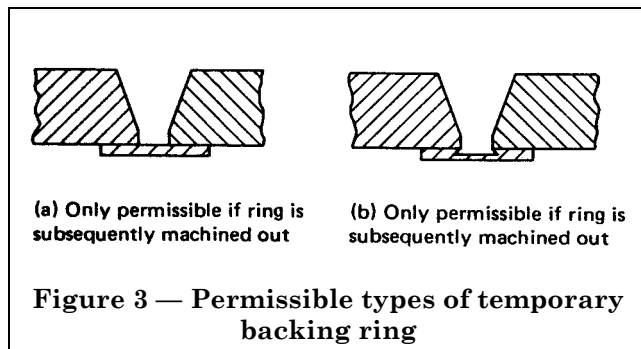 (a) Only permissible if ring is
subsequently machined out
(b) Only permissible if ring is
subsequently machined out
Figure 3 — Permissible types of temporary
backing ring